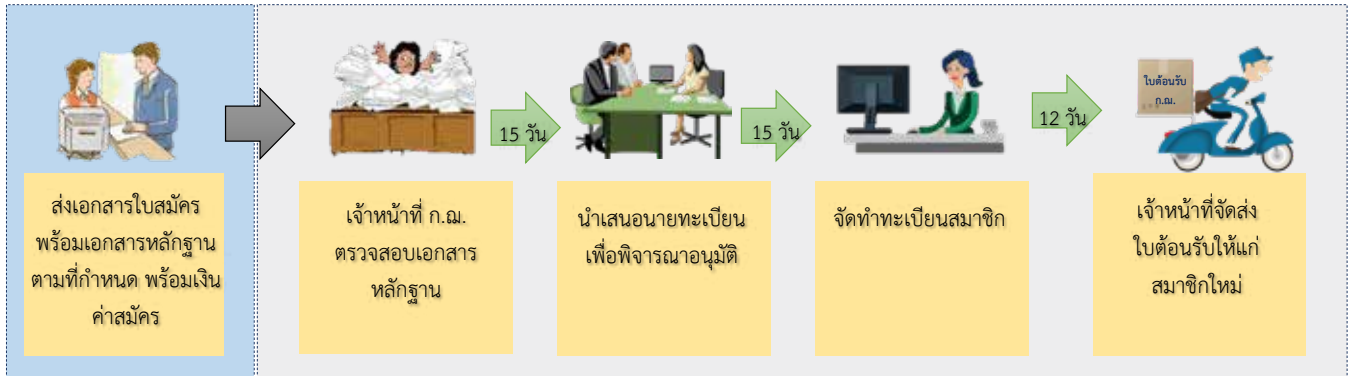 ใบต้อนรับ
ก.ฌ.
15 วัน
15 วัน
12 วัน
ส่งเอกสารใบสมัคร
พร้อมเอกสารหลักฐาน
ตามที่กำหนด พร้อมเงิน
ค่าสมัคร
เจ้าหน้าที่ ก.ฌ.
ตรวจสอบเอกสาร
หลักฐาน
นำเสนอนายทะเบียน
เพื่อพิจารณาอนุมัติ
จัดทำทะเบียนสมาชิก
เจ้าหน้าที่จัดส่ง
ใบต้อนรับให้แก่
สมาชิกใหม่